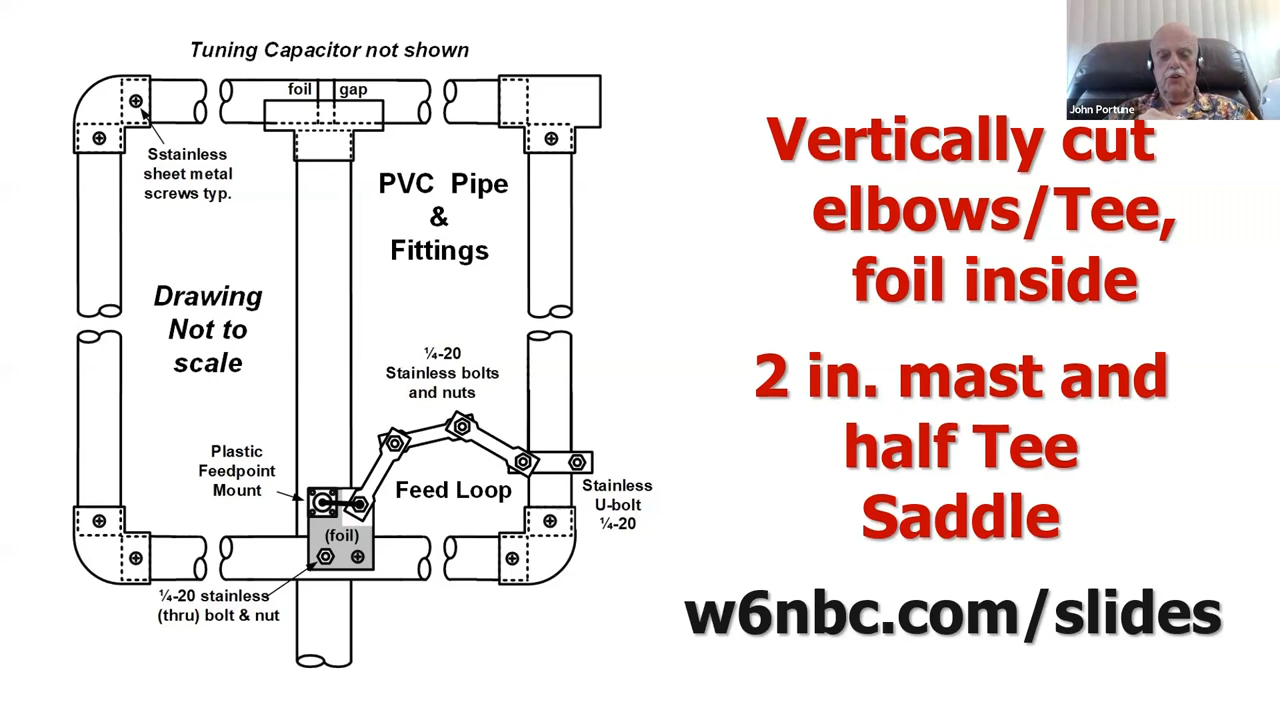 Tuning Capacitor not shown
foil gap
Sstainless
sheet metal
screws typ.
PVC Pipe
&
Fittings
Drawing
Not to
scale
¼-20
Stainless bolts
and nuts
Plastic
Feedpoint
Mount
Feed Loop
Stainless
U-bolt
¼-20
(foil)
¼-20 stainless
(thru) bolt & nut
John Portune
Vertically cut
elbows/Tee,
foil inside
2 in. mast and
half Tee
Saddle
w6nbc.com/slides